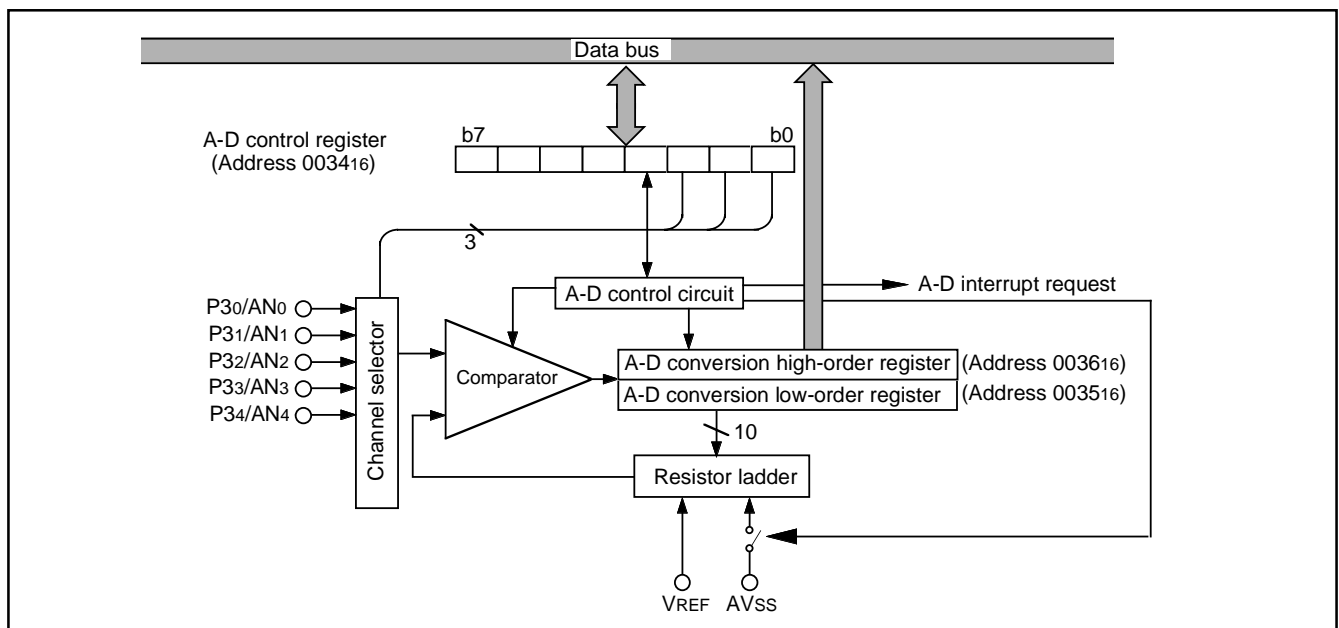 Data bus
A-D control register
(Address 003416)
b7
b0
3
A-D control circuit
A-D interrupt request
P30/AN0
P31/AN1
P32/AN2
P33/AN3
P34/AN4
Channel selector
Comparator
A-D conversion high-order register
(Address 003616)
A-D conversion low-order register
(Address 003516)
10
Resistor ladder
VREF
AVSS